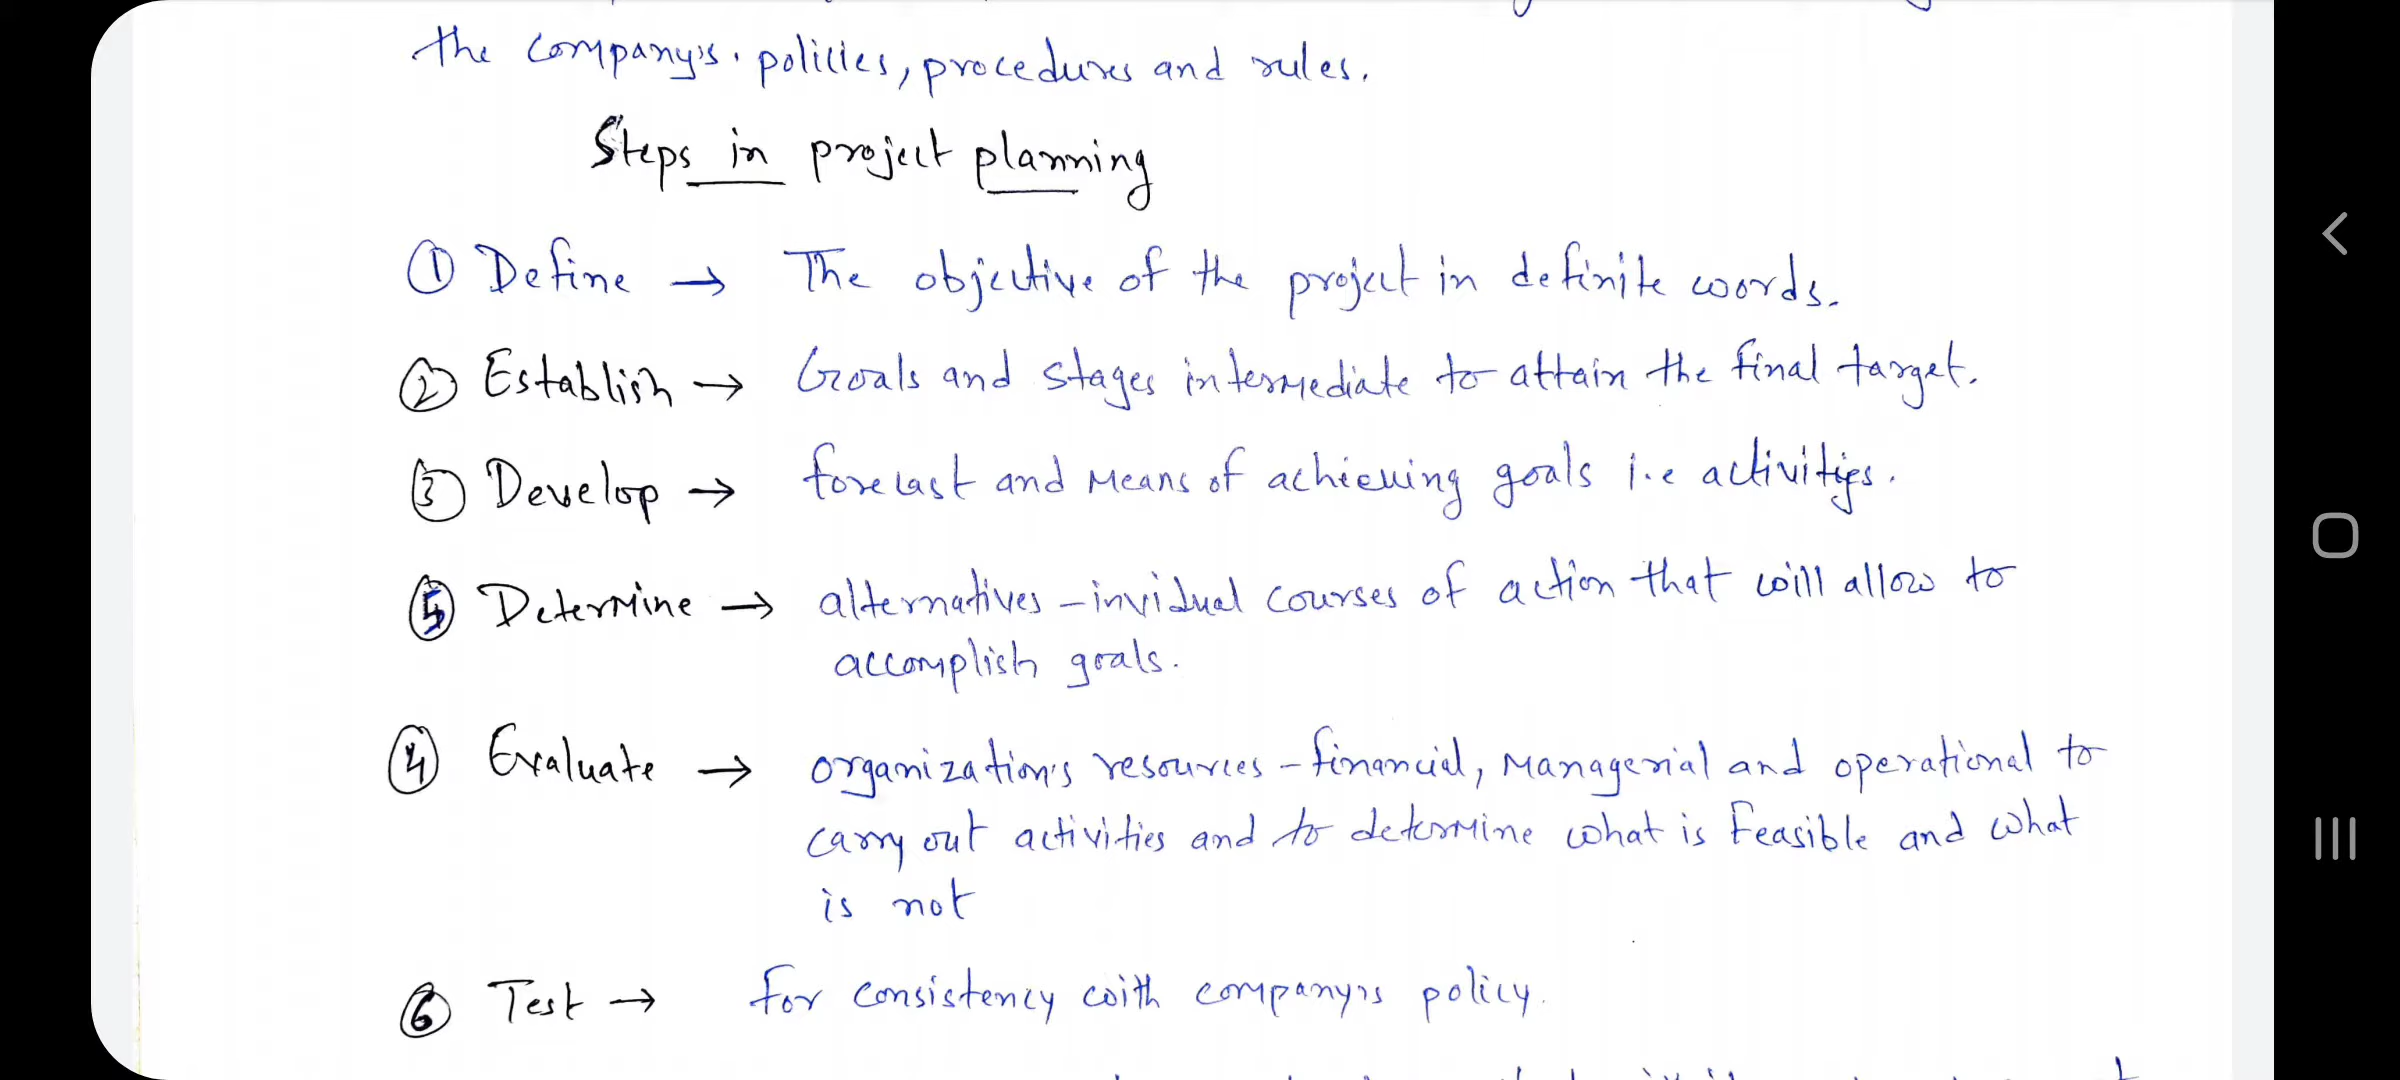 the company's. policies, procedures and rules.
Steps in project planning
① Define → The objective of the project in definite words.
② Establish → Goals and stages intermediate to attain the final target.
③ Develop → forecast and means of achieving goals i.e activities.
⑤ Determine → alternatives - invidual courses of action that will allow to
accomplish goals.
④ Evaluate → organization's resources - financial, managerial and operational to
carry out activities and to determine what is feasible and what
is not
⑥ Test → for consistency with company's policy.